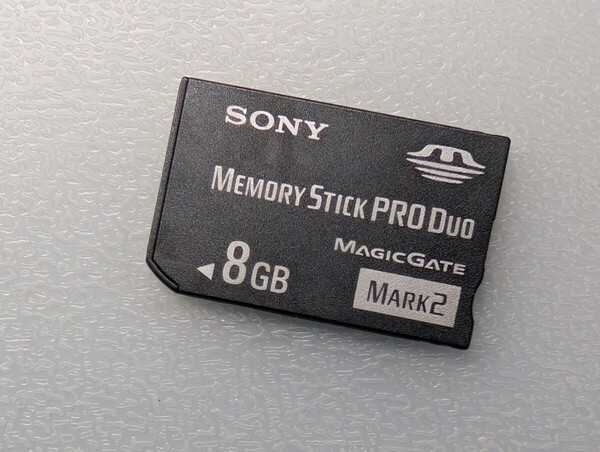 SONY
MEMORY STICK PRO DUO
MAGICGATE
◄ 8GB
MARK2